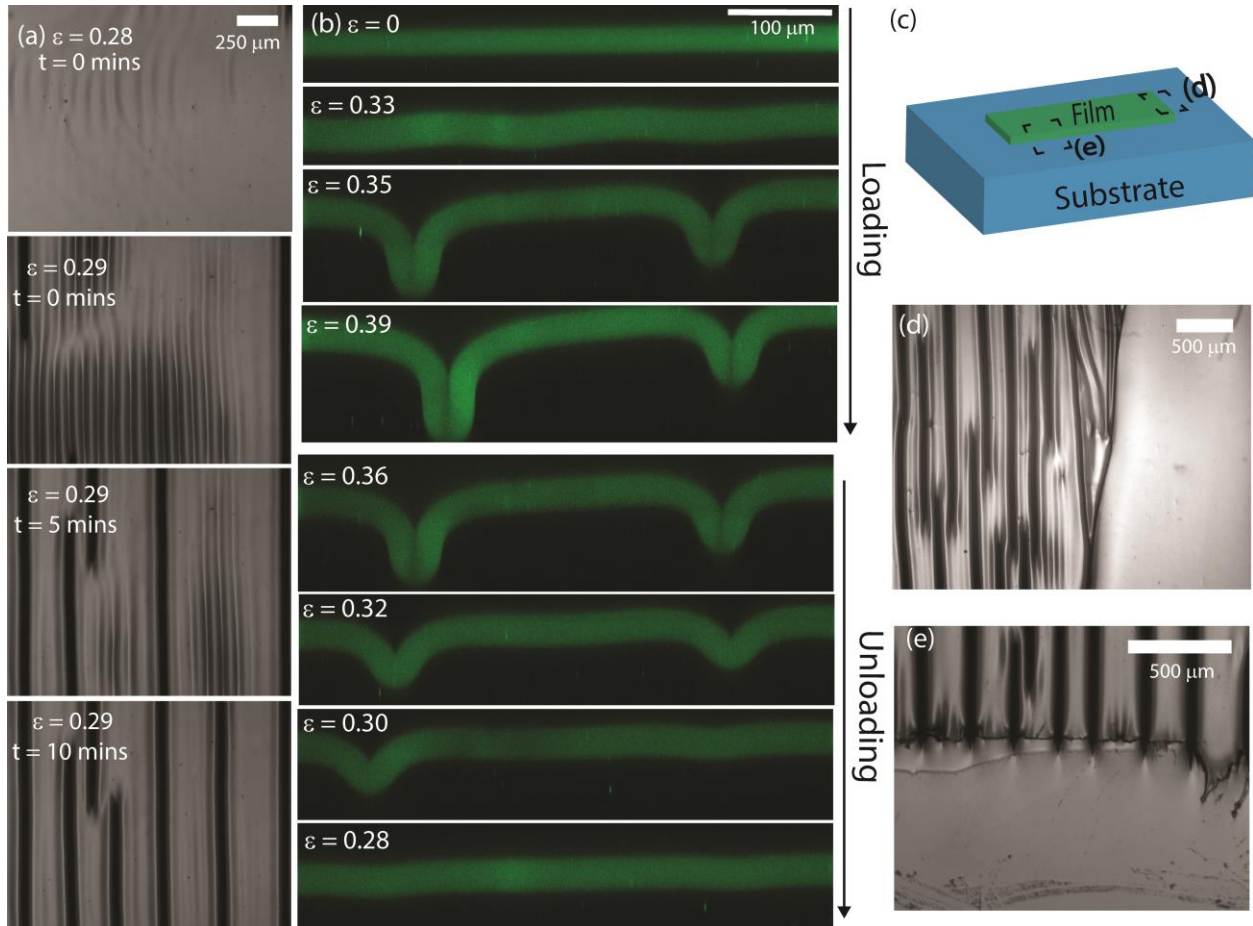 (a) ε = 0.28
t = 0 mins
250 μm
ε = 0.29
t = 0 mins
ε = 0.29
t = 5 mins
ε = 0.29
t = 10 mins
(b) ε = 0
100 μm
ε = 0.33
ε = 0.35
ε = 0.39
Loading
ε = 0.36
ε = 0.32
ε = 0.30
ε = 0.28
Unloading
(c)
Film
(d)
(e)
Substrate
(d)
500 μm
(e)
500 μm